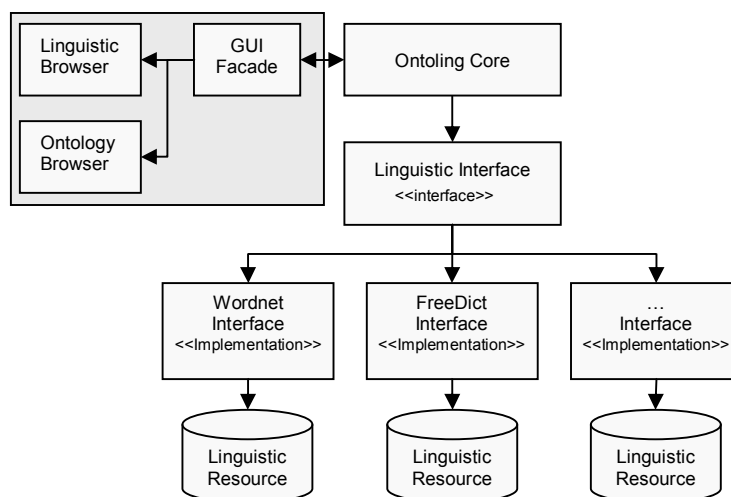 Linguistic
Browser
GUI
Facade
Ontoling Core
Ontology
Browser
Linguistic Interface
<<interface>>
Wordnet
Interface
<<Implementation>>
FreeDict
Interface
<<Implementation>>
…
Interface
<<Implementation>>
Linguistic
Resource
Linguistic
Resource
Linguistic
Resource